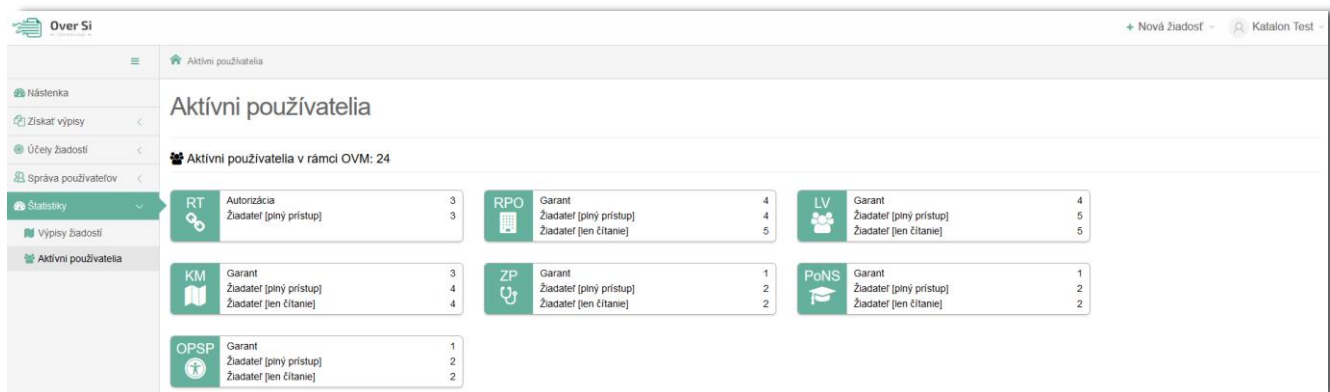 Over Si
+ Nová žiadosť
Katalon Test
Aktívni používatelia
Nástenka
Získať výpisy
Účely žiadostí
Správa používateľov
Štatistiky
Výpisy žiadostí
Aktívni používatelia
Aktívni používatelia
Aktívni používatelia v rámci OVM: 24
RT
Autorizácia 3
Žiadateľ [plný prístup] 3
RPO
Garant 4
Žiadateľ [plný prístup] 4
Žiadateľ [len čítanie] 5
LV
Garant 4
Žiadateľ [plný prístup] 5
Žiadateľ [len čítanie] 5
KM
Garant 3
Žiadateľ [plný prístup] 4
Žiadateľ [len čítanie] 4
ZP
Garant 1
Žiadateľ [plný prístup] 2
Žiadateľ [len čítanie] 2
PoNS
Garant 1
Žiadateľ [plný prístup] 2
Žiadateľ [len čítanie] 2
OPSP
Garant 1
Žiadateľ [plný prístup] 2
Žiadateľ [len čítanie] 2